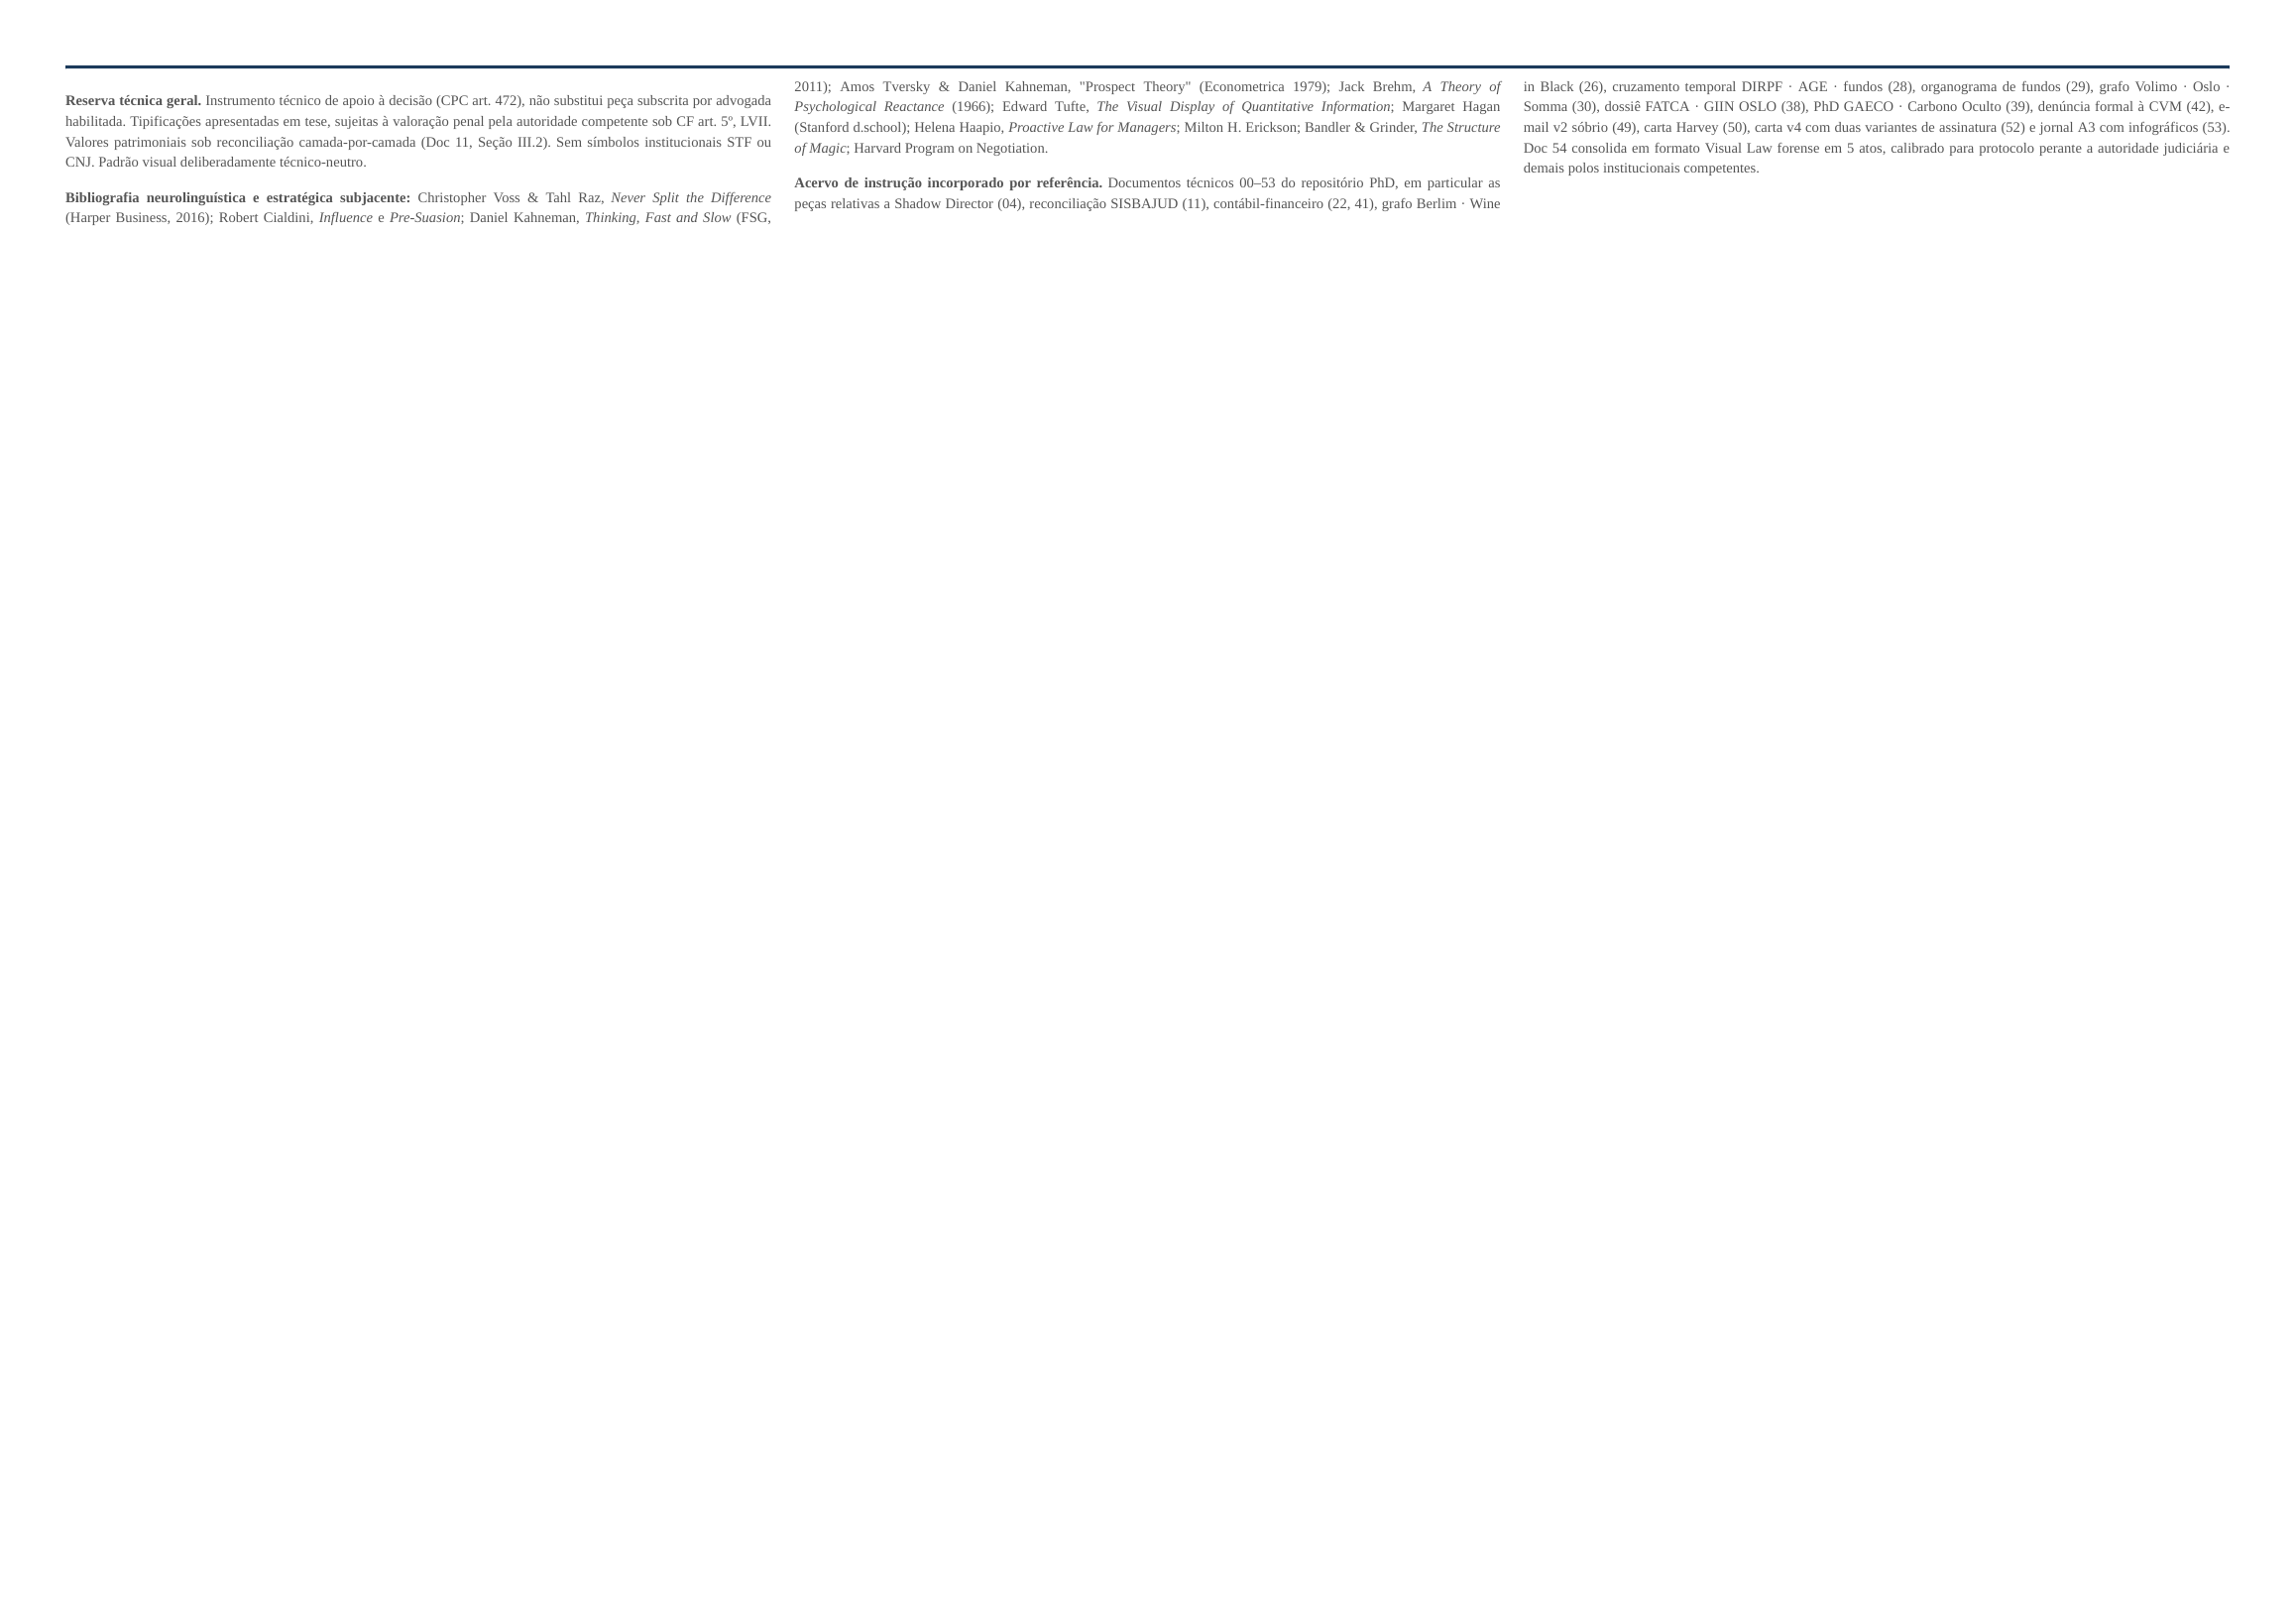 Reserva técnica geral. Instrumento técnico de apoio à decisão (CPC art. 472), não substitui peça subscrita por advogada
habilitada. Tipificações apresentadas em tese, sujeitas à valoração penal pela autoridade competente sob CF art. 5º, LVII.
Valores patrimoniais sob reconciliação camada-por-camada (Doc 11, Seção III.2). Sem símbolos institucionais STF ou
CNJ. Padrão visual deliberadamente técnico-neutro.
Bibliografia neurolinguística e estratégica subjacente: Christopher Voss & Tahl Raz, Never Split the Difference
(Harper Business, 2016); Robert Cialdini, Influence e Pre-Suasion; Daniel Kahneman, Thinking, Fast and Slow (FSG,
2011); Amos Tversky & Daniel Kahneman, "Prospect Theory" (Econometrica 1979); Jack Brehm, A Theory of
Psychological Reactance (1966); Edward Tufte, The Visual Display of Quantitative Information; Margaret Hagan
(Stanford d.school); Helena Haapio, Proactive Law for Managers; Milton H. Erickson; Bandler & Grinder, The Structure
of Magic; Harvard Program on Negotiation.
Acervo de instrução incorporado por referência. Documentos técnicos 00–53 do repositório PhD, em particular as
peças relativas a Shadow Director (04), reconciliação SISBAJUD (11), contábil-financeiro (22, 41), grafo Berlim · Wine
in Black (26), cruzamento temporal DIRPF · AGE · fundos (28), organograma de fundos (29), grafo Volimo · Oslo ·
Somma (30), dossiê FATCA · GIIN OSLO (38), PhD GAECO · Carbono Oculto (39), denúncia formal à CVM (42), e-
mail v2 sóbrio (49), carta Harvey (50), carta v4 com duas variantes de assinatura (52) e jornal A3 com infográficos (53).
Doc 54 consolida em formato Visual Law forense em 5 atos, calibrado para protocolo perante a autoridade judiciária e
demais polos institucionais competentes.